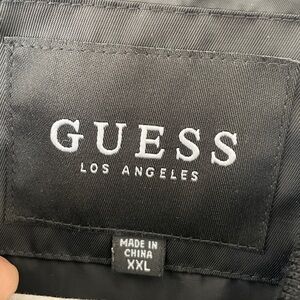 GUESS
LOS ANGELES
MADE IN
CHINA
XXL